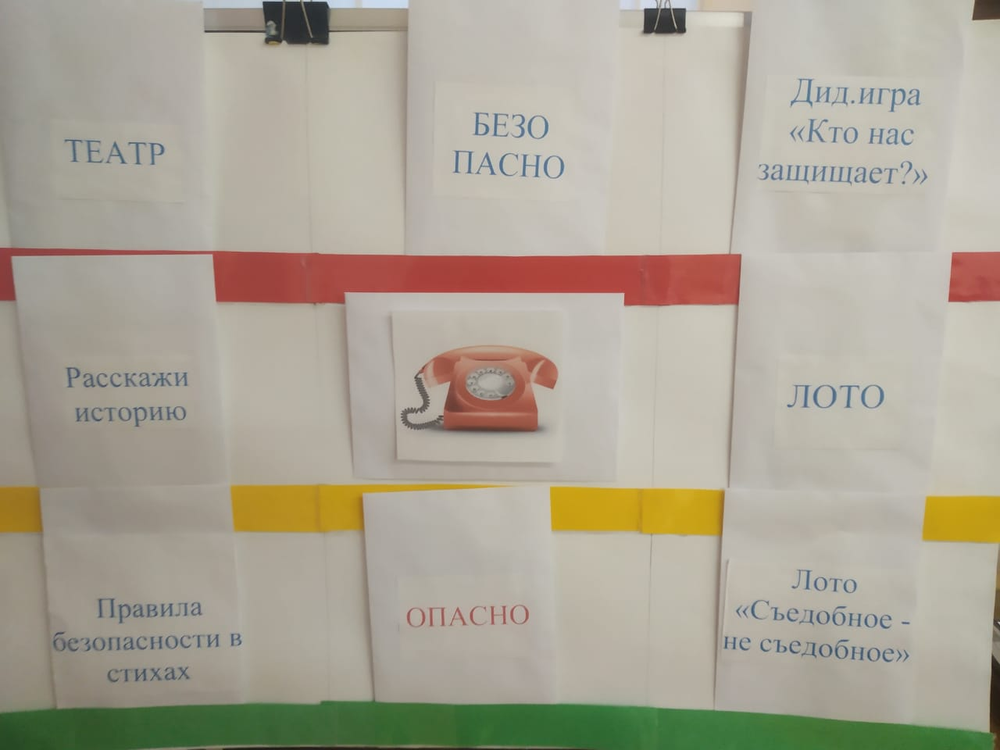 ТЕАТР
БЕЗО
ПАСНО
Дид.игра
«Кто нас
защищает?»
Расскажи
историю
ЛОТО
Правила
безопасности в
стихах
ОПАСНО
Лото
«Съедобное -
не съедобное»